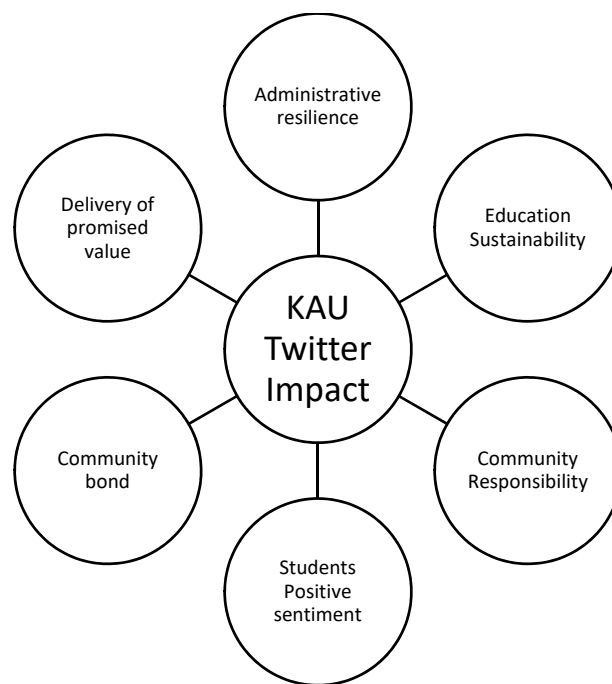 Administrative
resilience
Delivery of
promised
value
Education
Sustainability
KAU
Twitter
Impact
Community
bond
Community
Responsibility
Students
Positive
sentiment